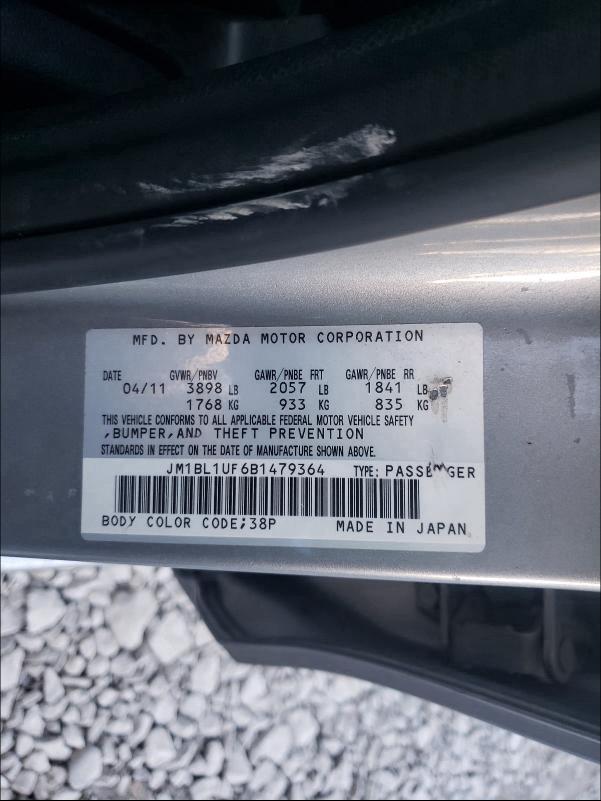 MFD. BY MAZDA MOTOR CORPORATION
DATE GVWR/PNBV GAWR/PNBE FRT GAWR/PNBE RR
04/11 3898 LB 2057 LB 1841 LB
1768 KG 933 KG 835 KG
THIS VEHICLE CONFORMS TO ALL APPLICABLE FEDERAL MOTOR VEHICLE SAFETY
,BUMPER,AND THEFT PREVENTION
STANDARDS IN EFFECT ON THE DATE OF MANUFACTURE SHOWN ABOVE.
JM1BL1UF6B1479364 TYPE: PASSENGER
BODY COLOR CODE;38P MADE IN JAPAN